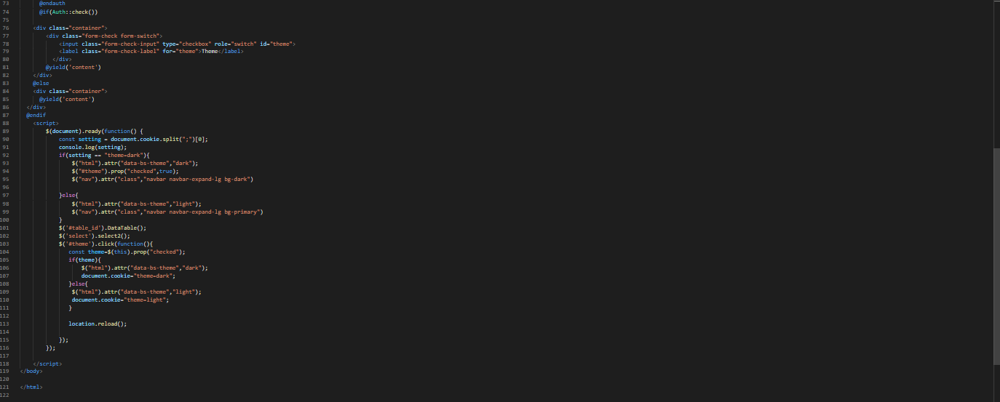 73 @endauth
74 @if(Auth::check())
75
76 <div class="container">
77 <div class="form-check form-switch">
78 <input class="form-check-input" type="checkbox" role="switch" id="theme">
79 <label class="form-check-label" for="theme">Theme</label>
80 </div>
81 @yield('content')
82 </div>
83 @else
84 <div class="container">
85 @yield('content')
86 </div>
87 @endif
88 <script>
89 $(document).ready(function() {
90 const setting = document.cookie.split(";")[0];
91 console.log(setting);
92 if(setting == "theme=dark"){
93 $("html").attr("data-bs-theme","dark");
94 $("#theme").prop("checked",true);
95 $("nav").attr("class","navbar navbar-expand-lg bg-dark")
96
97 }else{
98 $("html").attr("data-bs-theme","light");
99 $("nav").attr("class","navbar navbar-expand-lg bg-primary")
100 }
101 $('#table_id').DataTable();
102 $('select').select2();
103 $('#theme').click(function(){
104 const theme=$(this).prop("checked");
105 if(theme){
106 $("html").attr("data-bs-theme","dark");
107 document.cookie="theme=dark";
108 }else{
109 $("html").attr("data-bs-theme","light");
110 document.cookie="theme=light";
111 }
112
113 location.reload();
114
115 });
116 });
117
118 </script>
119 </body>
120
121 </html>
122